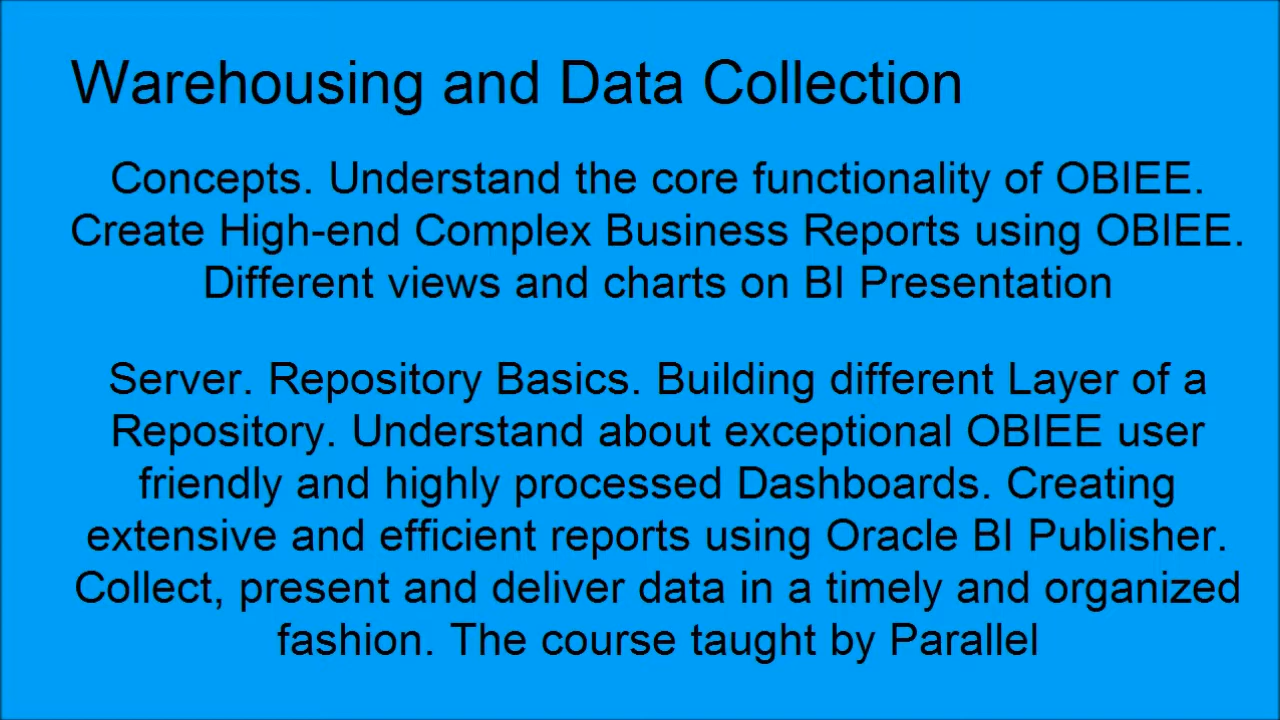 Warehousing and Data Collection
Concepts. Understand the core functionality of OBIEE.
Create High-end Complex Business Reports using OBIEE.
Different views and charts on BI Presentation
Server. Repository Basics. Building different Layer of a
Repository. Understand about exceptional OBIEE user
friendly and highly processed Dashboards. Creating
extensive and efficient reports using Oracle BI Publisher.
Collect, present and deliver data in a timely and organized
fashion. The course taught by Parallel